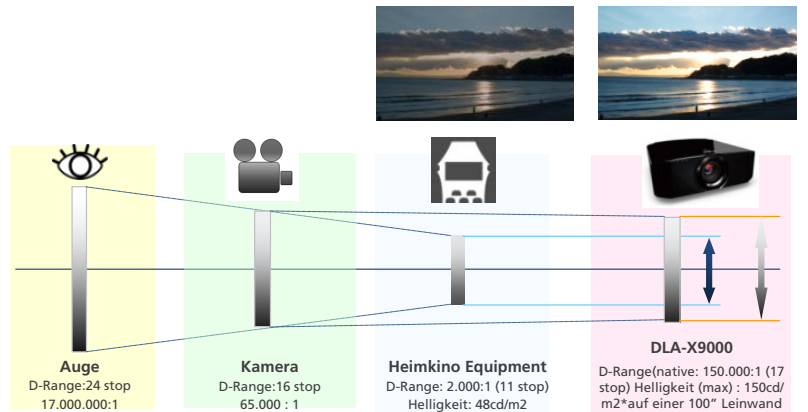 Auge
D-Range:24 stop
17.000.000:1
Kamera
D-Range:16 stop
65.000 : 1
Heimkino Equipment
D-Range: 2.000:1 (11 stop)
Helligkeit: 48cd/m2
DLA-X9000
D-Range(native: 150.000:1 (17
stop) Helligkeit (max) : 150cd/
m2*auf einer 100” Leinwand